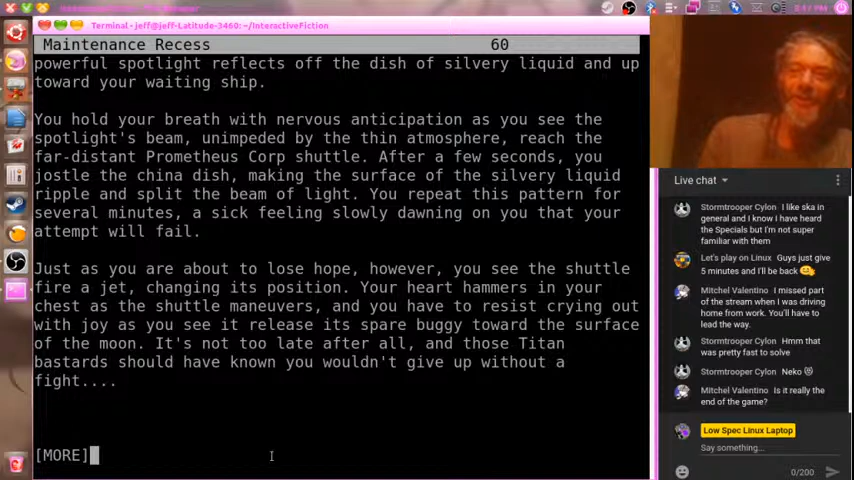 Terminal - jeff@jeff-Latitude-3460: ~/InteractiveFiction
Maintenance Recess 60
powerful spotlight reflects off the dish of silvery liquid and up
toward your waiting ship.
You hold your breath with nervous anticipation as you see the
spotlight's beam, unimpeded by the thin atmosphere, reach the
far-distant Prometheus Corp shuttle. After a few seconds, you
jostle the china dish, making the surface of the silvery liquid
ripple and split the beam of light. You repeat this pattern for
several minutes, a sick feeling slowly dawning on you that your
attempt will fail.
Just as you are about to lose hope, however, you see the shuttle
fire a jet, changing its position. Your heart hammers in your
chest as the shuttle maneuvers, and you have to resist crying out
with joy as you see it release its spare buggy toward the surface
of the moon. It's not too late after all, and those Titan
bastards should have known you wouldn't give up without a
fight....
[MORE]
Live chat
Stormtrooper Cylon I like ska in
general and I know I have heard
the Specials but I'm not super
familiar with them
Let's play on Linux Guys just give
5 minutes and I'll be back
Mitchel Valentino I missed part
of the stream when I was driving
home from work. You'll have to
lead the way.
Stormtrooper Cylon Hmm that
was pretty fast to solve
Stormtrooper Cylon Neko
Mitchel Valentino Is it really the
end of the game?
Low Spec Linux Laptop
Say something...
0/200